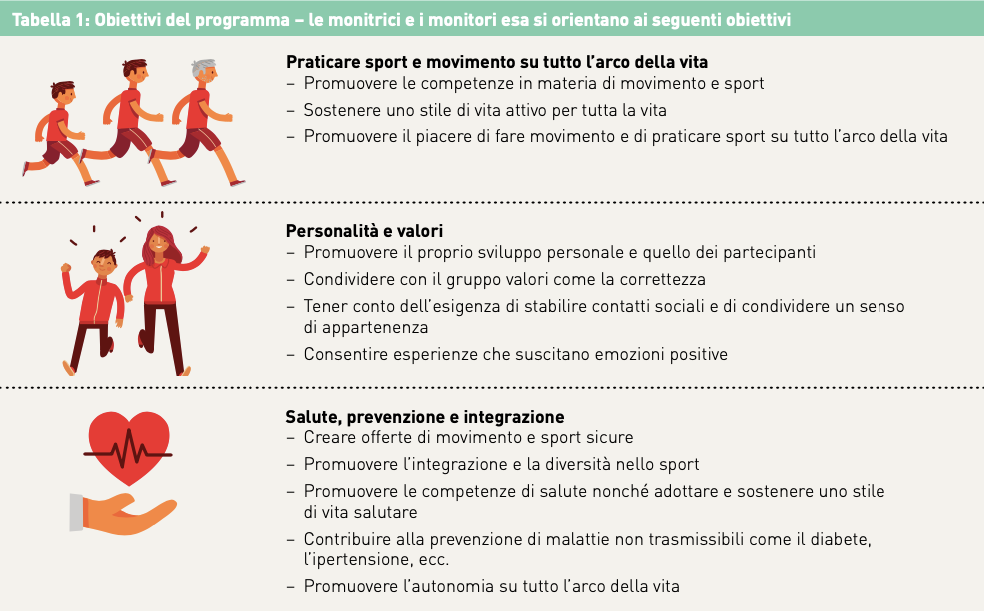 Tabella 1: Obiettivi del programma – le monitrici e i monitori esa si orientano ai seguenti obiettivi
Praticare sport e movimento su tutto l'arco della vita
– Promuovere le competenze in materia di movimento e sport
– Sostenere uno stile di vita attivo per tutta la vita
– Promuovere il piacere di fare movimento e di praticare sport su tutto l'arco della vita
Personalità e valori
– Promuovere il proprio sviluppo personale e quello dei partecipanti
– Condividere con il gruppo valori come la correttezza
– Tener conto dell'esigenza di stabilire contatti sociali e di condividere un senso
di appartenenza
– Consentire esperienze che suscitano emozioni positive
Salute, prevenzione e integrazione
– Creare offerte di movimento e sport sicure
– Promuovere l'integrazione e la diversità nello sport
– Promuovere le competenze di salute nonché adottare e sostenere uno stile
di vita salutare
– Contribuire alla prevenzione di malattie non trasmissibili come il diabete,
l'ipertensione, ecc.
– Promuovere l'autonomia su tutto l'arco della vita